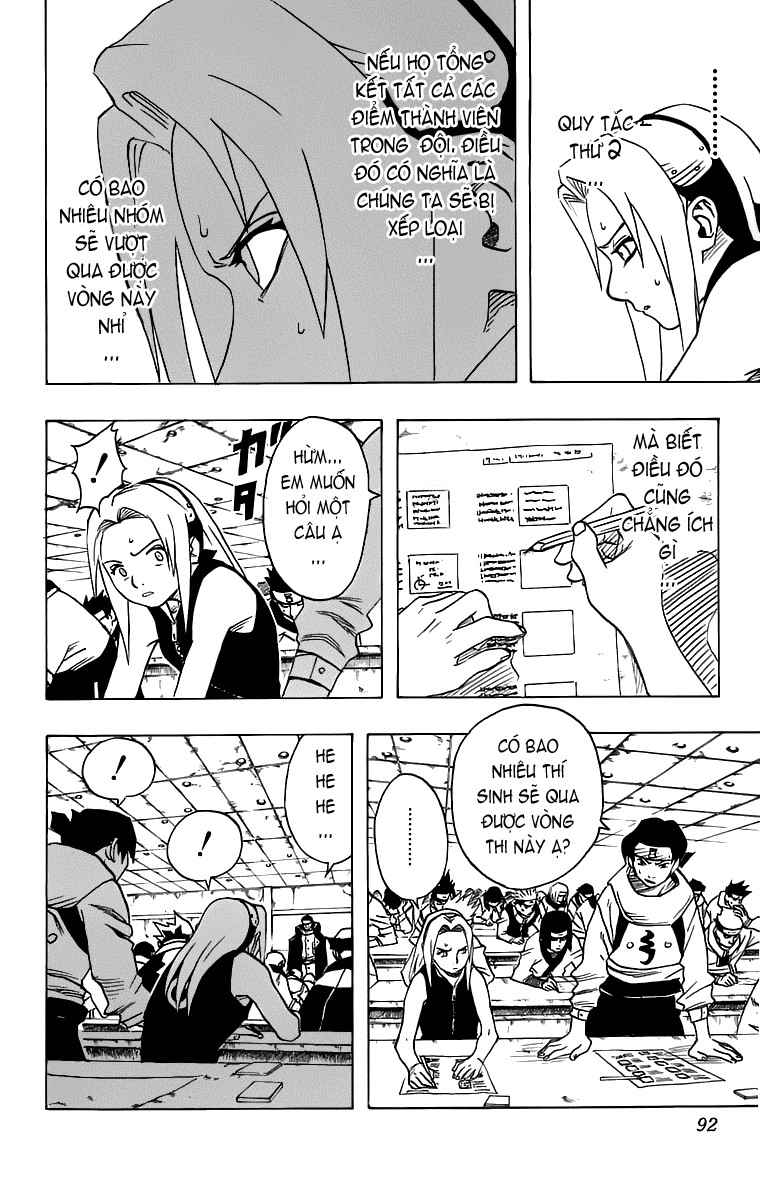 QUY TẮC
THỨ 2
...
NẾU HỌ TỔNG
KẾT TẤT CẢ CÁC
ĐIỂM THÀNH VIÊN
TRONG ĐỘI. ĐIỀU
ĐÓ CÓ NGHĨA LÀ
CHÚNG TA SẼ BỊ
XẾP LOẠI
...
CÓ BAO
NHIÊU NHÓM
SẼ VƯỢT
QUA ĐƯỢC
VÒNG NÀY
NHỈ
...
MÀ BIẾT
ĐIỀU ĐÓ
CŨNG
CHẲNG ÍCH
GÌ
...
HỪM...
EM MUỐN
HỎI MỘT
CÂU Ạ
...
ガタ
!
CÓ BAO
NHIÊU THÍ
SINH SẼ QUA
ĐƯỢC VÒNG
THI NÀY Ạ?
.........
HE
HE
HE
...
!
!
92